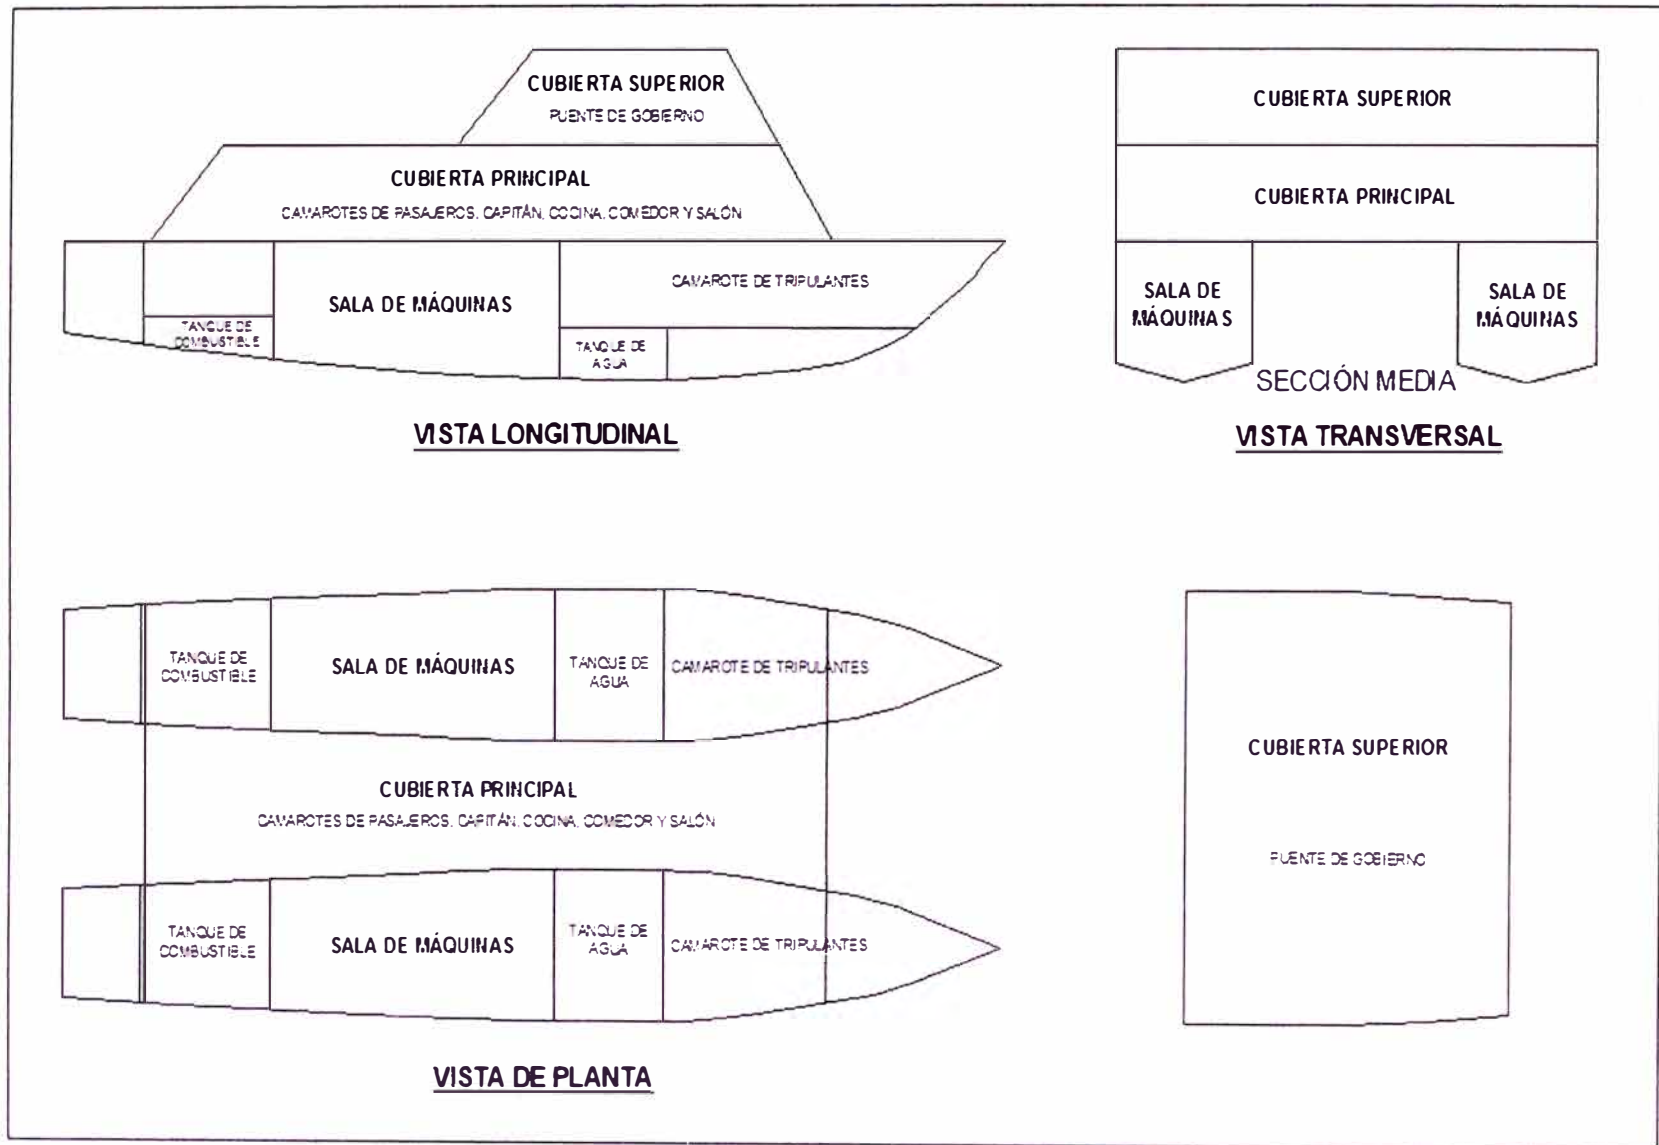 CUBIERTA SUPERIOR
PUENTE DE GOBIERNO
CUBIERTA PRINCIPAL
CAMAROTES DE PASAJEROS, CAPITÁN, COCINA, COMEDOR Y SALÓN
SALA DE MÁQUINAS
CAMAROTE DE TRIPULANTES
TANQUE DE
COMBUSTIBLE
TANQUE DE
AGUA
VISTA LONGITUDINAL
CUBIERTA SUPERIOR
CUBIERTA PRINCIPAL
SALA DE
MÁQUINAS
SALA DE
MÁQUINAS
SECCIÓN MEDIA
VISTA TRANSVERSAL
TANQUE DE
COMBUSTIBLE
SALA DE MÁQUINAS
TANQUE DE
AGUA
CAMAROTE DE TRIPULANTES
CUBIERTA PRINCIPAL
CAMAROTES DE PASAJEROS, CAPITÁN, COCINA, COMEDOR Y SALÓN
TANQUE DE
COMBUSTIBLE
SALA DE MÁQUINAS
TANQUE DE
AGUA
CAMAROTE DE TRIPULANTES
VISTA DE PLANTA
CUBIERTA SUPERIOR
PUENTE DE GOBIERNO